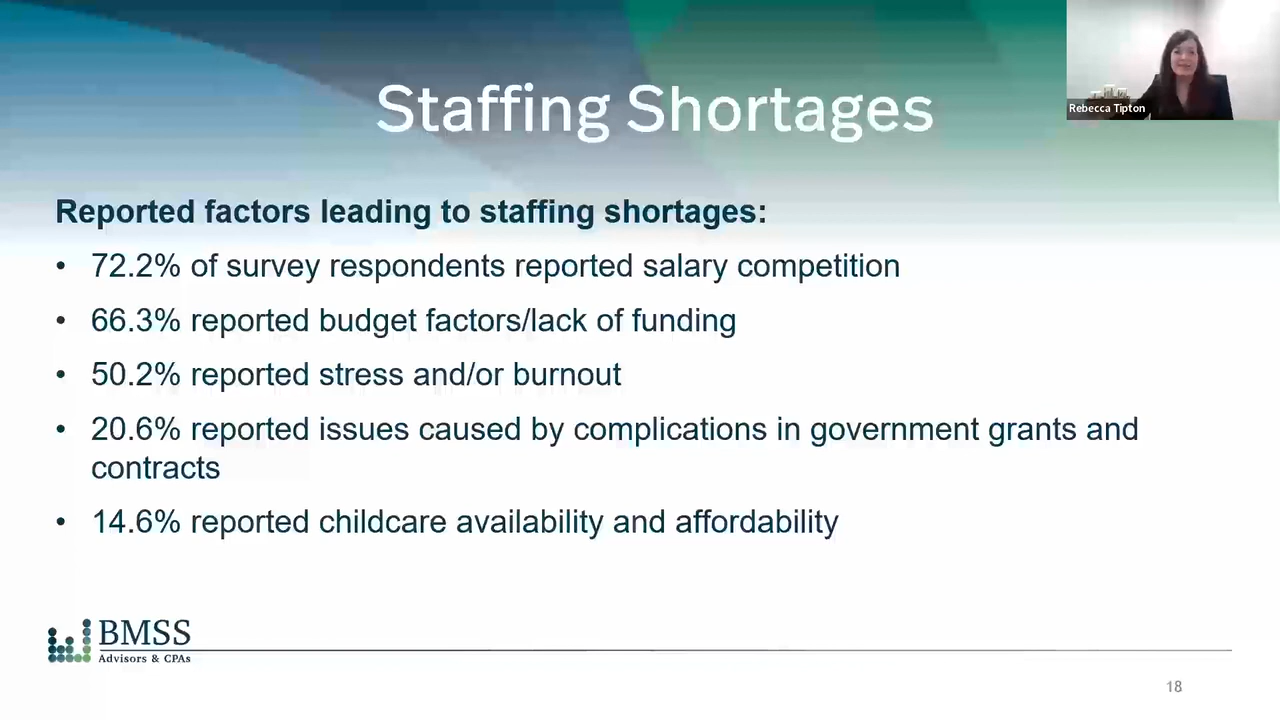 Staffing Shortages
Rebecca Tipton
Reported factors leading to staffing shortages:
• 72.2% of survey respondents reported salary competition
• 66.3% reported budget factors/lack of funding
• 50.2% reported stress and/or burnout
• 20.6% reported issues caused by complications in government grants and
contracts
• 14.6% reported childcare availability and affordability
BMSS
Advisors & CPAs
18